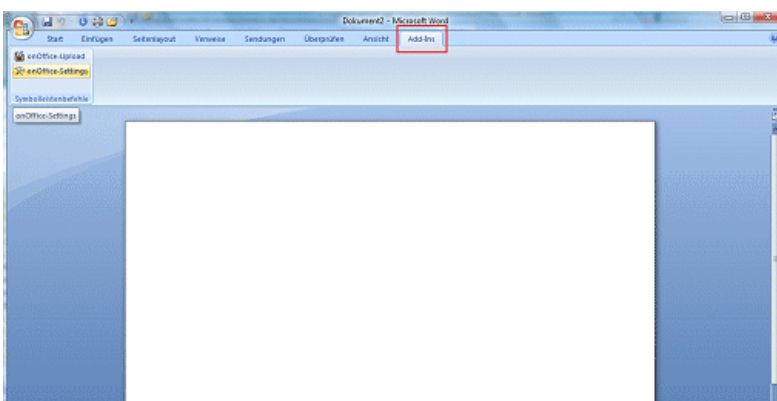 Dokument2 - Microsoft Word
Start Einfügen Seitenlayout Verweise Sendungen Überprüfen Ansicht Add-Ins
onOffice-Upload
onOffice-Settings
Symbolleistenbefehle
onOffice-Settings